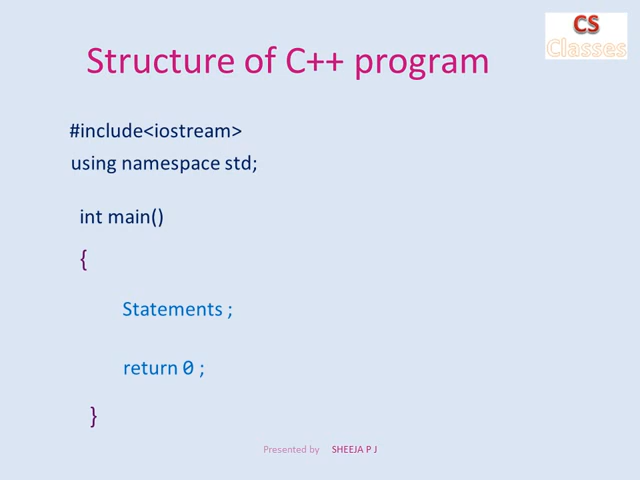 CS
Classes
Structure of C++ program
#include<iostream>
using namespace std;
int main()
{
Statements ;
return 0 ;
}
Presented by SHEEJA P J